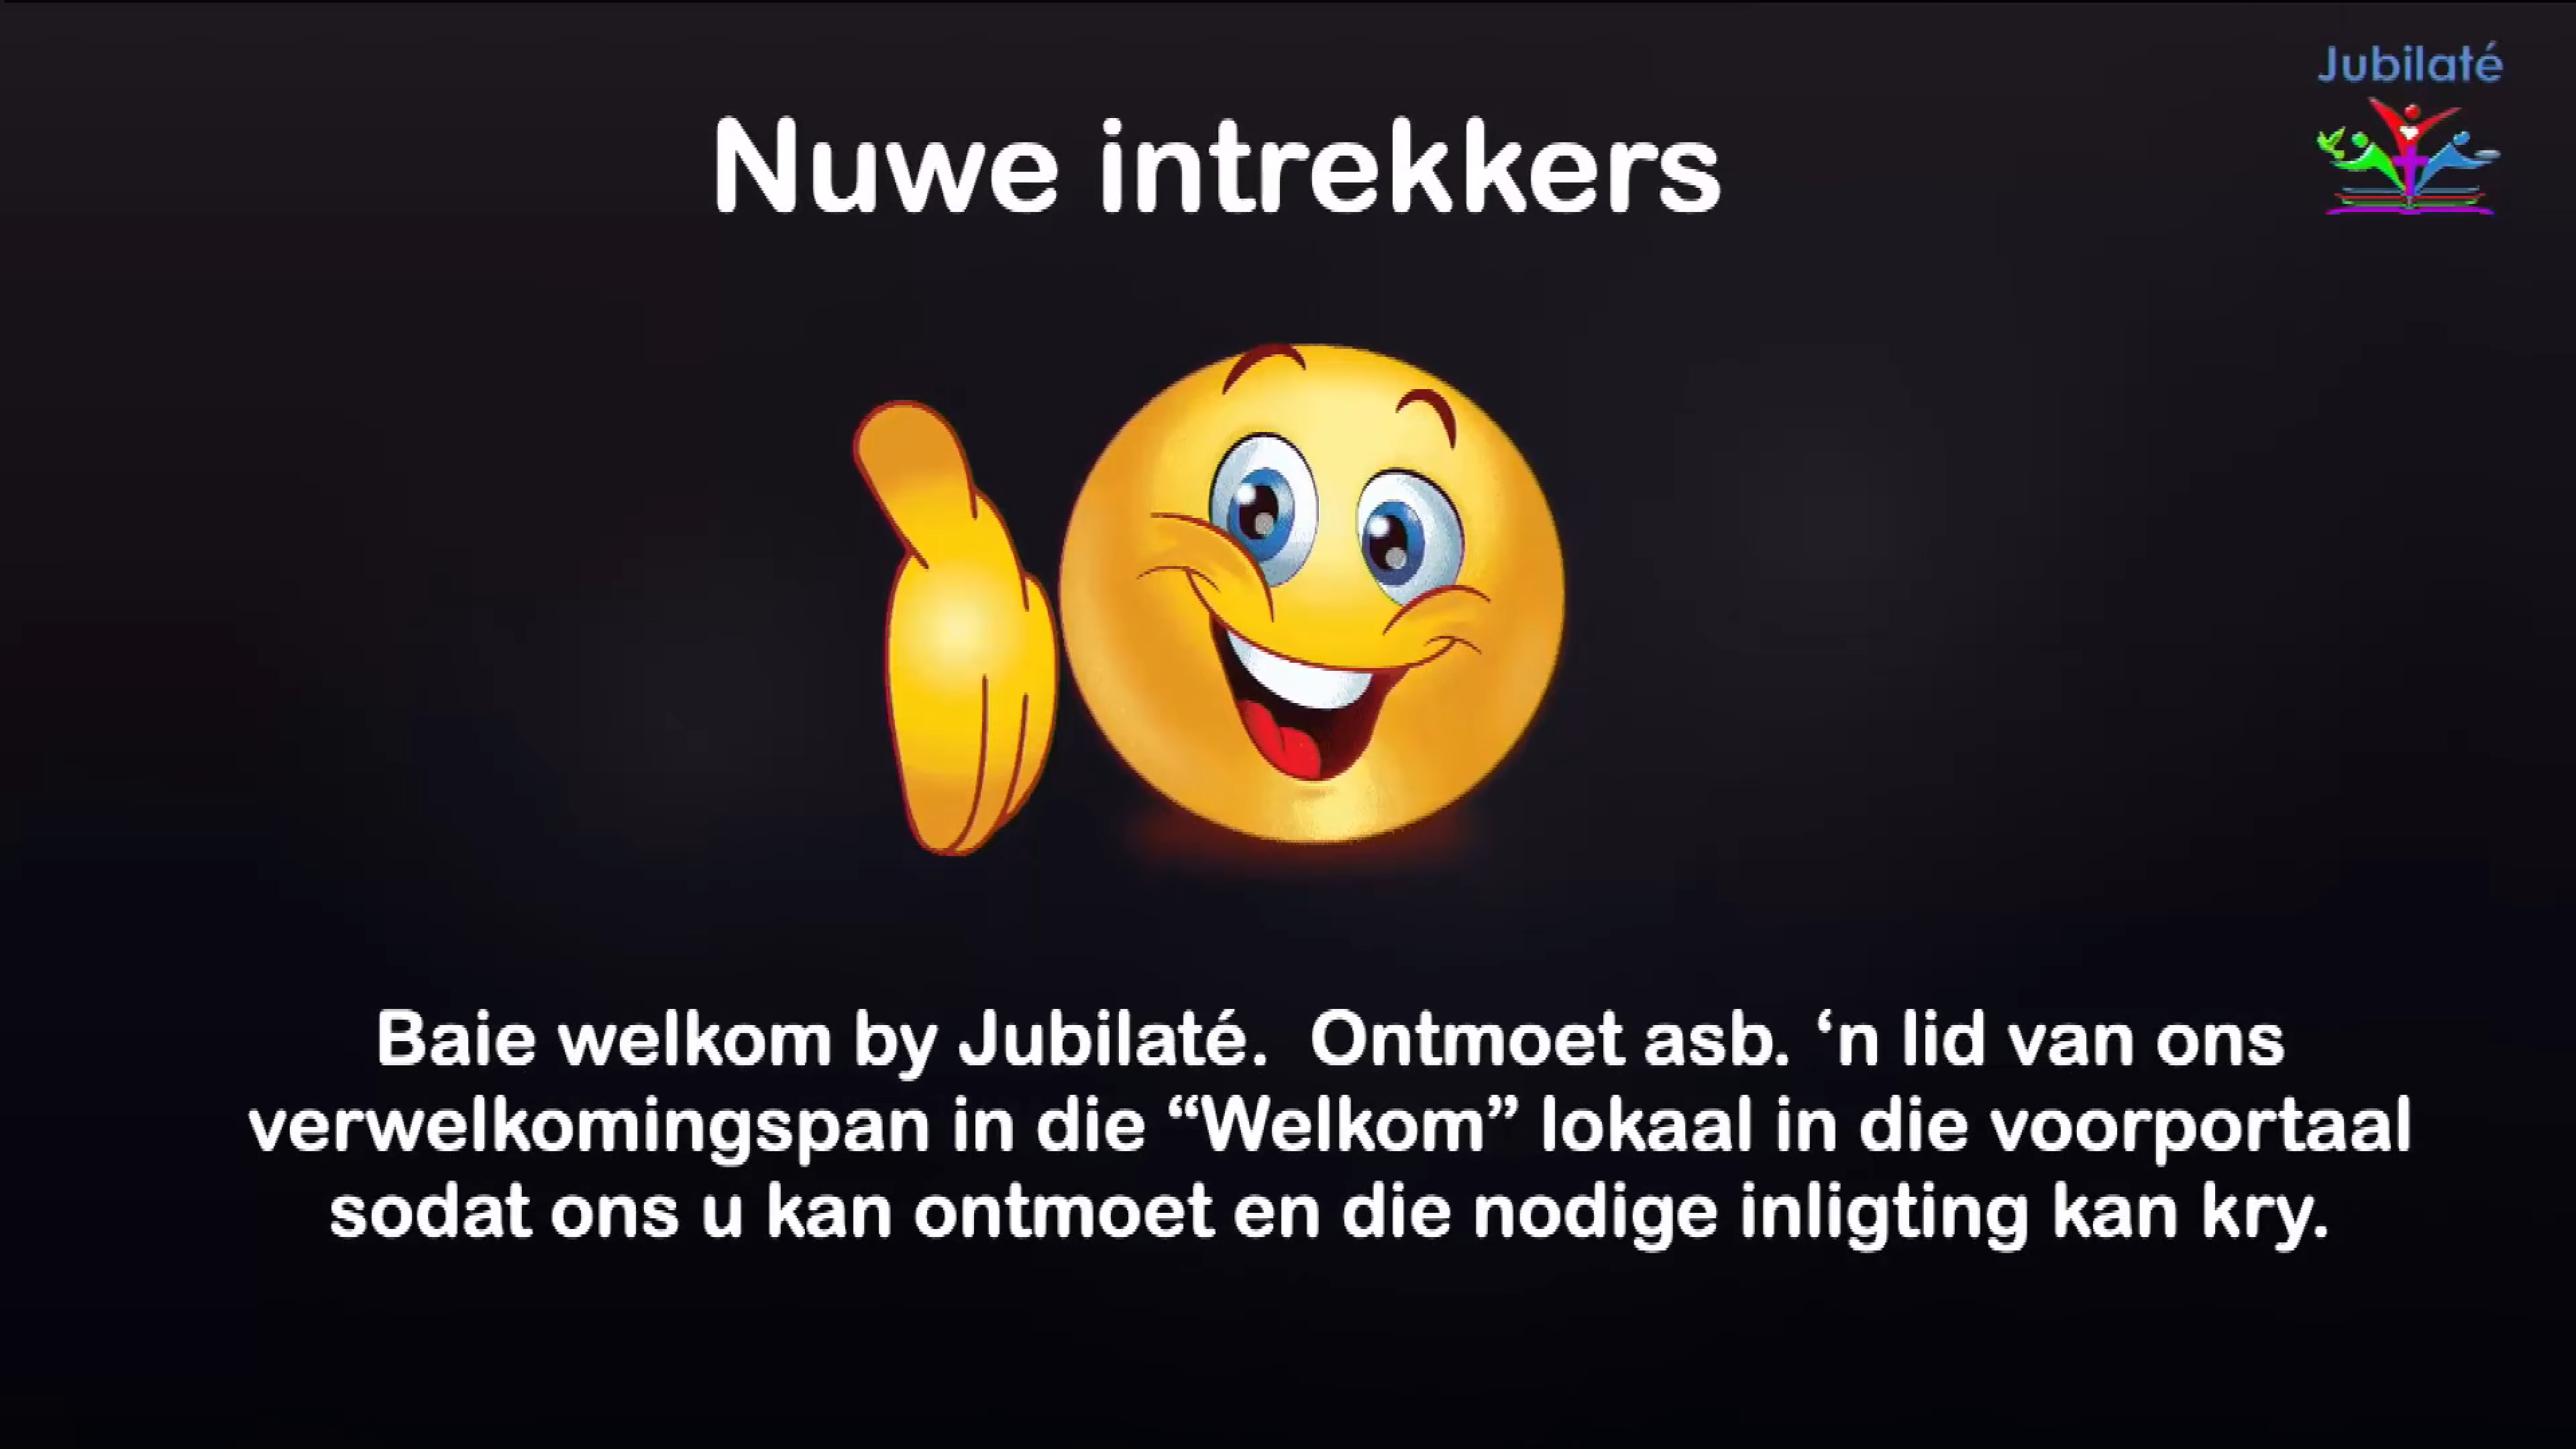 Jubilaté
Nuwe intrekkers
Baie welkom by Jubilaté.  Ontmoet asb. ‘n lid van ons
verwelkomingspan in die “Welkom” lokaal in die voorportaal
sodat ons u kan ontmoet en die nodige inligting kan kry.